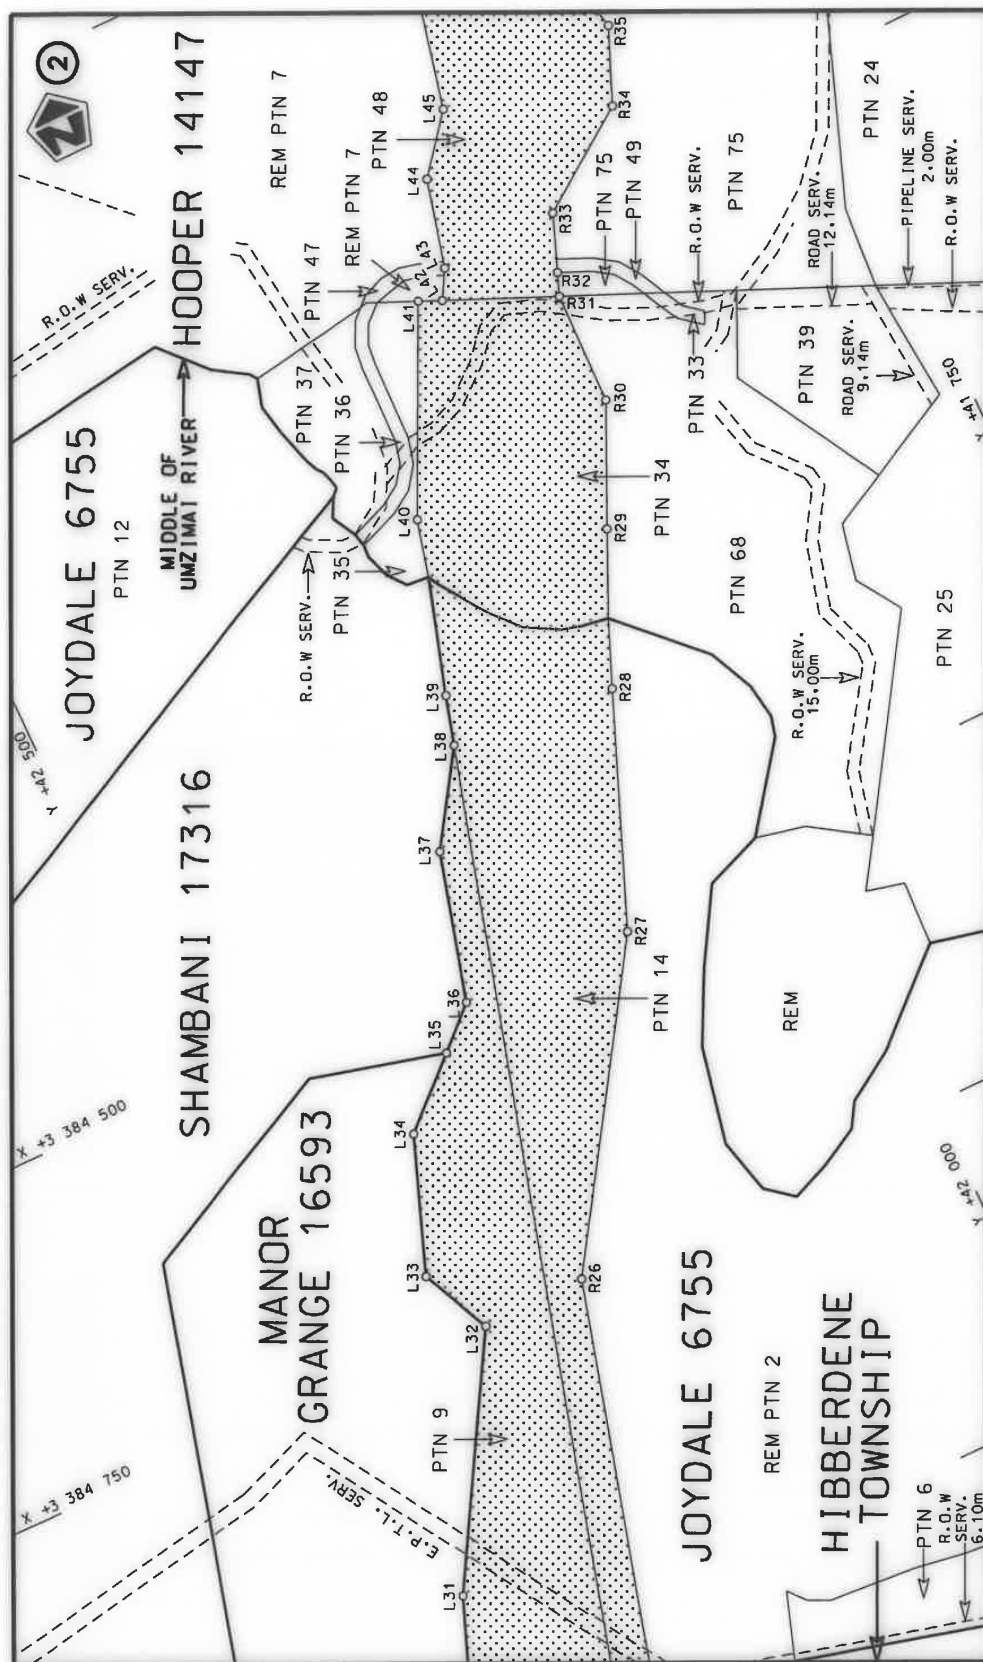 2
HOOPER 14147
REM PTN 7
PTN 48
L45
L44
R35
R34
PTN 24
PIPELINE SERV.
2.00m
R.O.W SERV.
R.O.W SERV.
PTN 47
REM PTN 7
L43
L42
L41
R33
R32
R31
PTN 75
PTN 49
R.O.W SERV.
PTN 75
ROAD SERV.
12.14m
JOYDALE 6755
PTN 12
MIDDLE OF
UMZIMAI RIVER
PTN 37
PTN 36
PTN 35
R.O.W SERV.
L40
R30
R29
PTN 34
PTN 33
PTN 39
ROAD SERV.
9.14m
Y +41 750
PTN 68
PTN 25
R.O.W SERV.
15.00m
Y +42 500
SHAMBANI 17316
L39
L38
L37
L36
L35
R28
R27
PTN 14
REM
X +3 384 500
MANOR
GRANGE 16593
L34
L33
L32
R26
Y +42 000
JOYDALE 6755
REM PTN 2
HIBBERDENE
TOWNSHIP
X +3 384 750
E.P.T.L. SERV.
PTN 9
L31
PTN 6
R.O.W
SERV.
6.10m